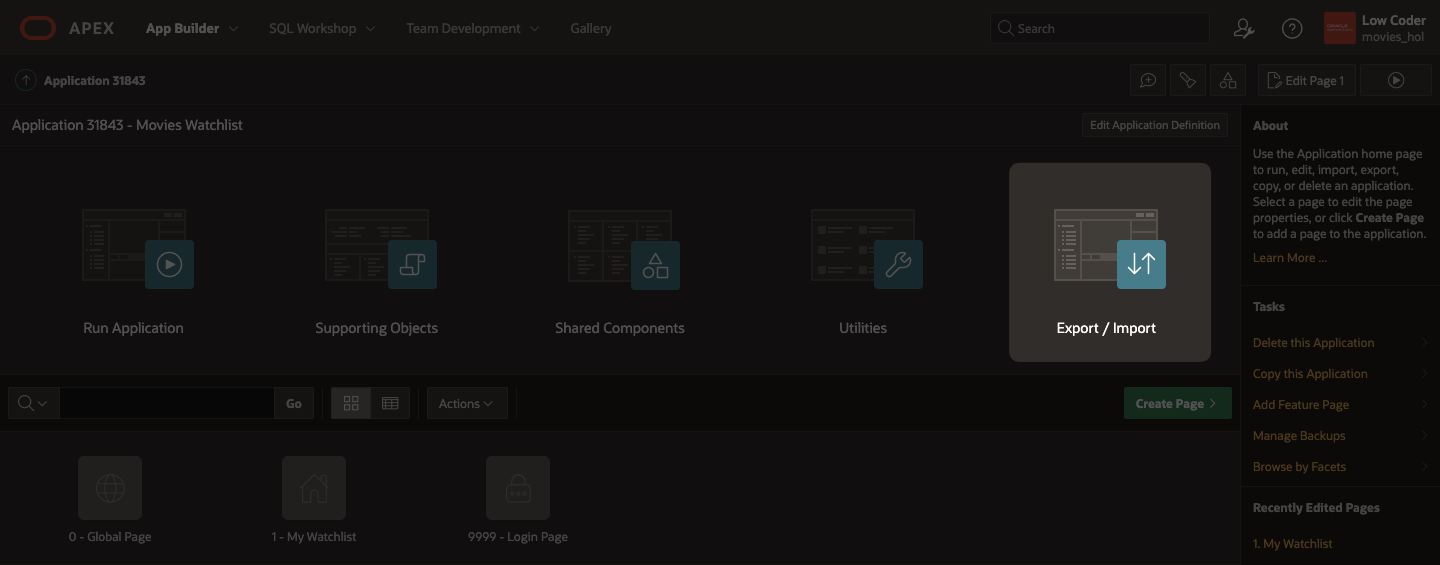 APEX
App Builder
SQL Workshop
Team Development
Gallery
Search
Low Coder
movies_hol
Application 31843
Edit Page 1
Application 31843 - Movies Watchlist
Edit Application Definition
Run Application
Supporting Objects
Shared Components
Utilities
Export / Import
Go
Actions
Create Page
0 - Global Page
1 - My Watchlist
9999 - Login Page
About
Use the Application home page
to run, edit, import, export,
copy, or delete an application.
Select a page to edit the page
properties, or click Create Page
to add a page to the application.
Learn More ...
Tasks
Delete this Application
Copy this Application
Add Feature Page
Manage Backups
Browse by Facets
Recently Edited Pages
1. My Watchlist